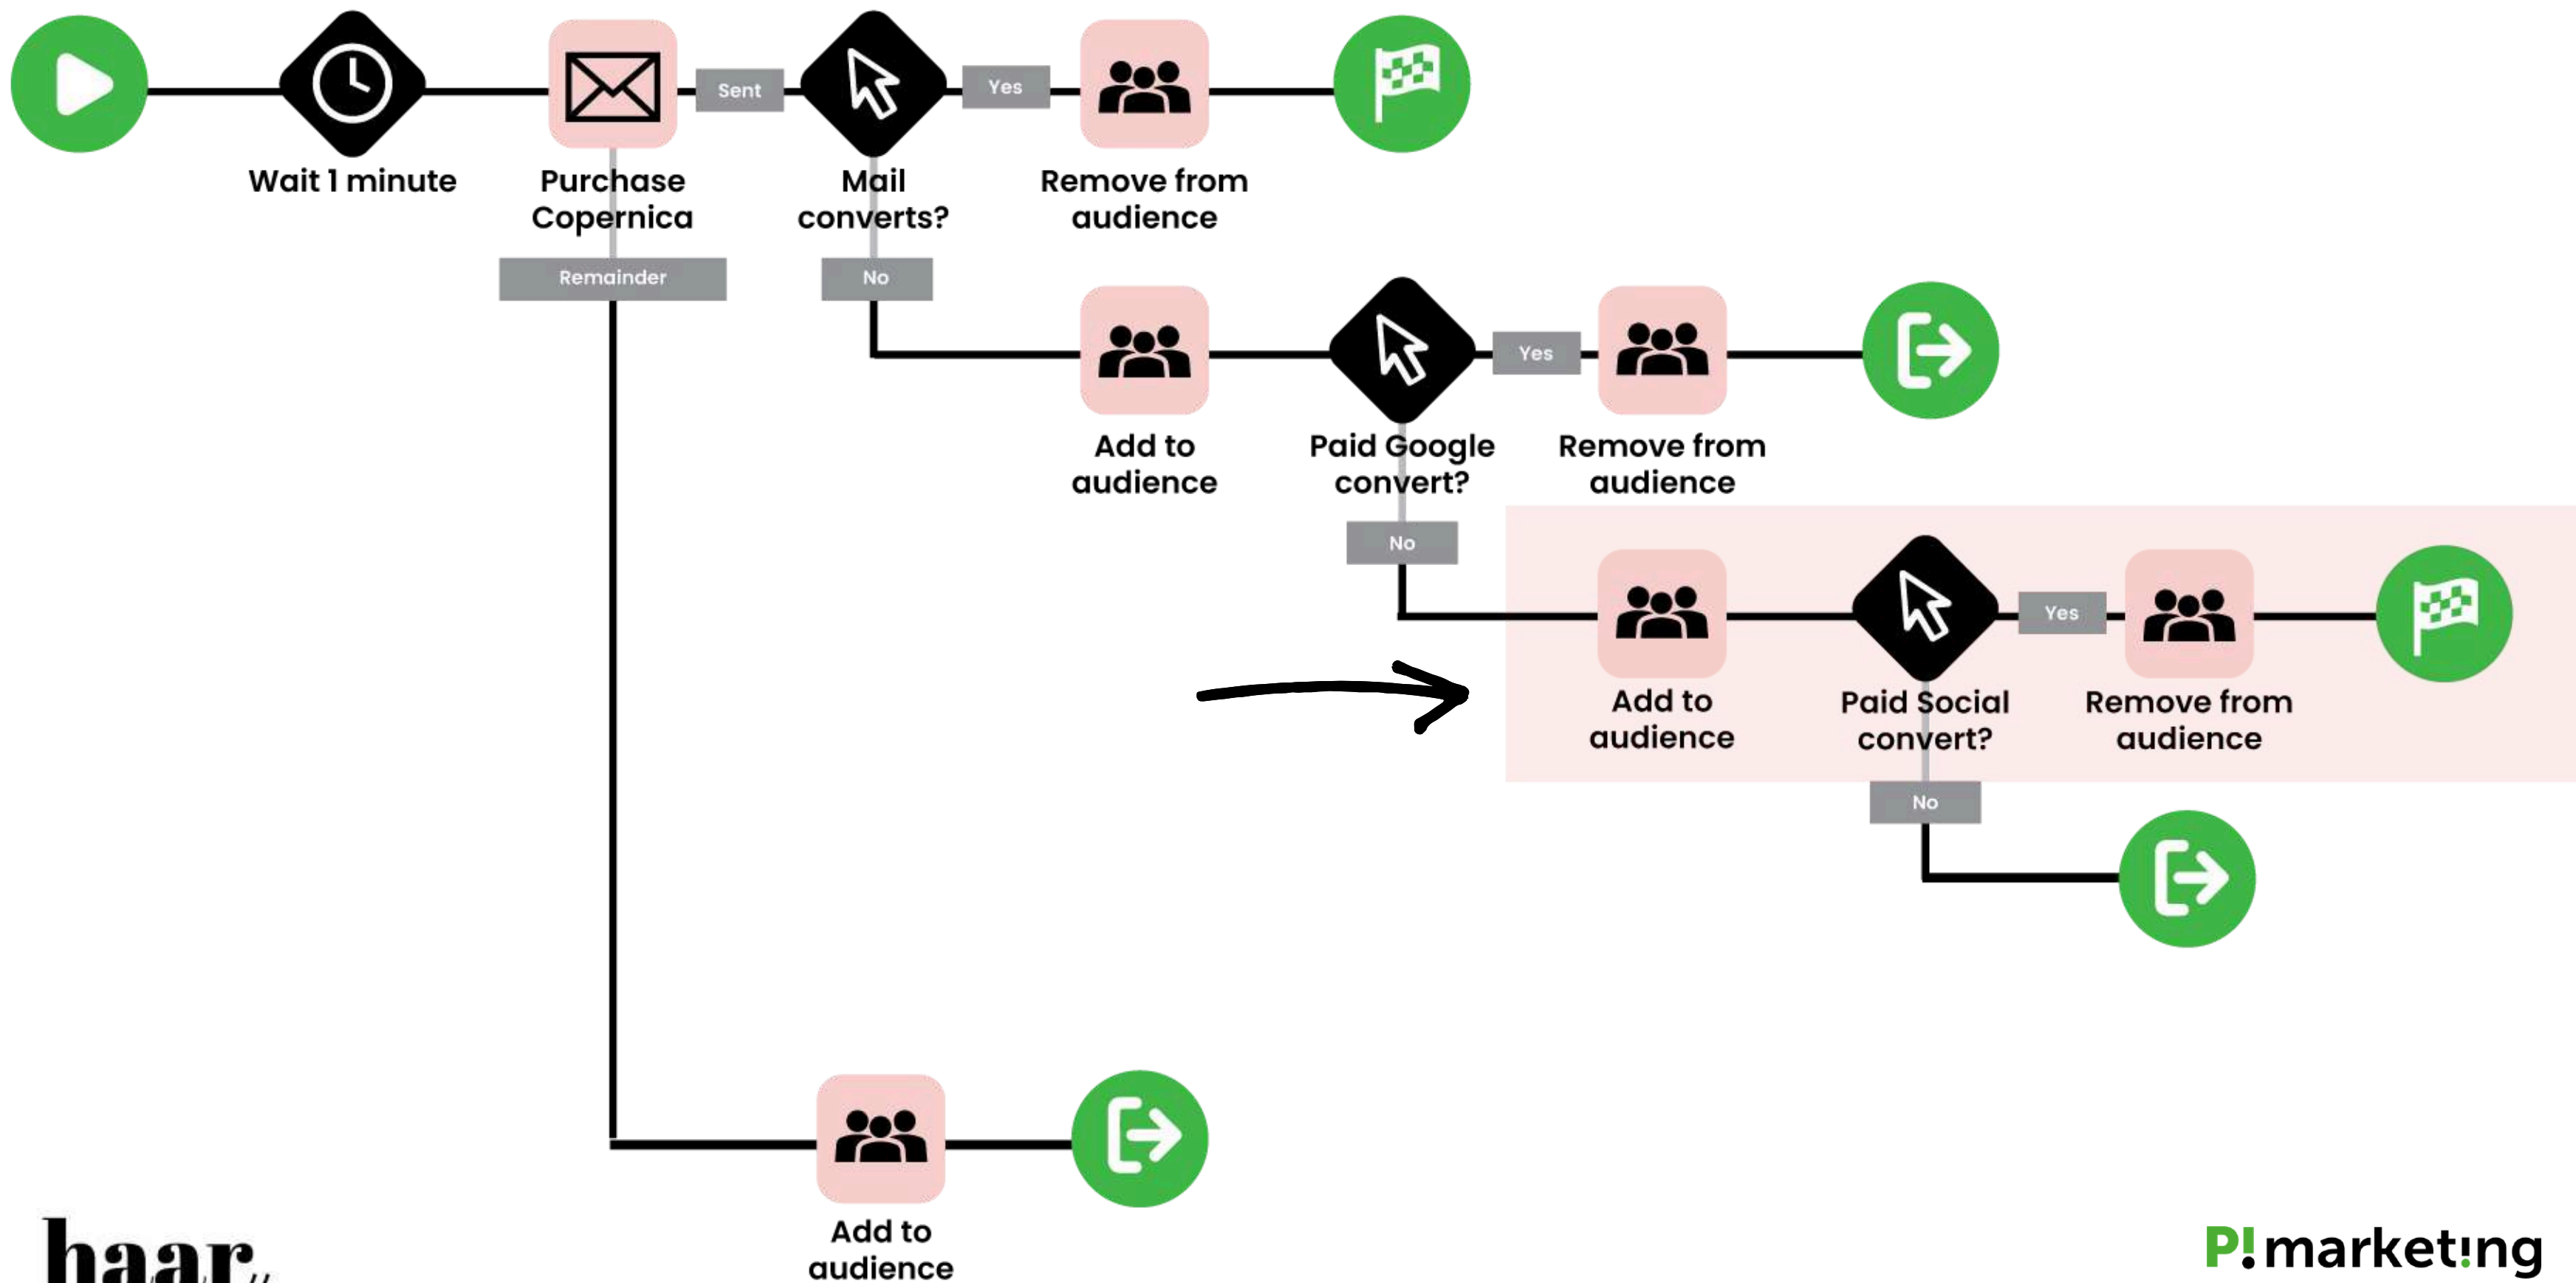 Sent
Yes
Wait 1 minute
Purchase
Copernica
Mail
converts?
Remove from
audience
Remainder
No
Yes
Add to
audience
Paid Google
convert?
Remove from
audience
No
Yes
Add to
audience
Paid Social
convert?
Remove from
audience
No
Add to
audience
haar
P!market!ng